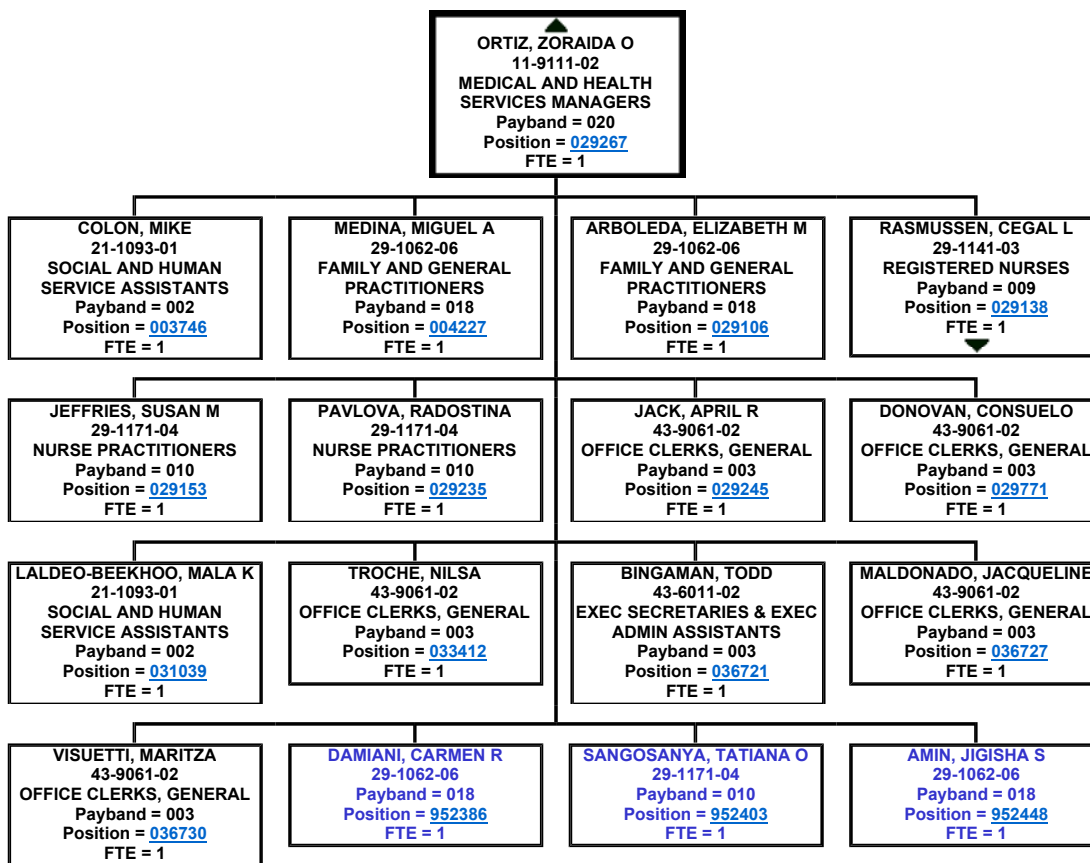 ORTIZ, ZORAIDA O
11-9111-02
MEDICAL AND HEALTH
SERVICES MANAGERS
Payband = 020
Position = 029267
FTE = 1
COLON, MIKE
21-1093-01
SOCIAL AND HUMAN
SERVICE ASSISTANTS
Payband = 002
Position = 003746
FTE = 1
MEDINA, MIGUEL A
29-1062-06
FAMILY AND GENERAL
PRACTITIONERS
Payband = 018
Position = 004227
FTE = 1
ARBOLEDA, ELIZABETH M
29-1062-06
FAMILY AND GENERAL
PRACTITIONERS
Payband = 018
Position = 029106
FTE = 1
RASMUSSEN, CEGAL L
29-1141-03
REGISTERED NURSES
Payband = 009
Position = 029138
FTE = 1
JEFFRIES, SUSAN M
29-1171-04
NURSE PRACTITIONERS
Payband = 010
Position = 029153
FTE = 1
PAVLOVA, RADOSTINA
29-1171-04
NURSE PRACTITIONERS
Payband = 010
Position = 029235
FTE = 1
JACK, APRIL R
43-9061-02
OFFICE CLERKS, GENERAL
Payband = 003
Position = 029245
FTE = 1
DONOVAN, CONSUELO
43-9061-02
OFFICE CLERKS, GENERAL
Payband = 003
Position = 029771
FTE = 1
LALDEO-BEEKHOO, MALA K
21-1093-01
SOCIAL AND HUMAN
SERVICE ASSISTANTS
Payband = 002
Position = 031039
FTE = 1
TROCHE, NILSA
43-9061-02
OFFICE CLERKS, GENERAL
Payband = 003
Position = 033412
FTE = 1
BINGAMAN, TODD
43-6011-02
EXEC SECRETARIES & EXEC
ADMIN ASSISTANTS
Payband = 003
Position = 036721
FTE = 1
MALDONADO, JACQUELINE
43-9061-02
OFFICE CLERKS, GENERAL
Payband = 003
Position = 036727
FTE = 1
VISUETTI, MARITZA
43-9061-02
OFFICE CLERKS, GENERAL
Payband = 003
Position = 036730
FTE = 1
DAMIANI, CARMEN R
29-1062-06
Payband = 018
Position = 952386
FTE = 1
SANGOSANYA, TATIANA O
29-1171-04
Payband = 010
Position = 952403
FTE = 1
AMIN, JIGISHA S
29-1062-06
Payband = 018
Position = 952448
FTE = 1